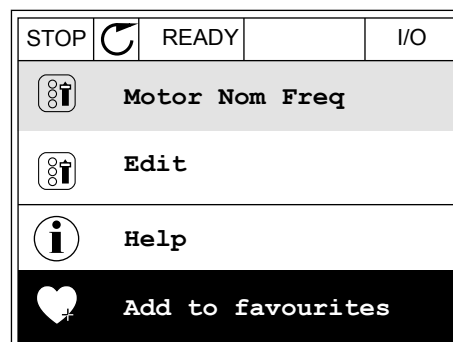 STOP READY I/O
Motor Nom Freq
Edit
Help
Add to favourites